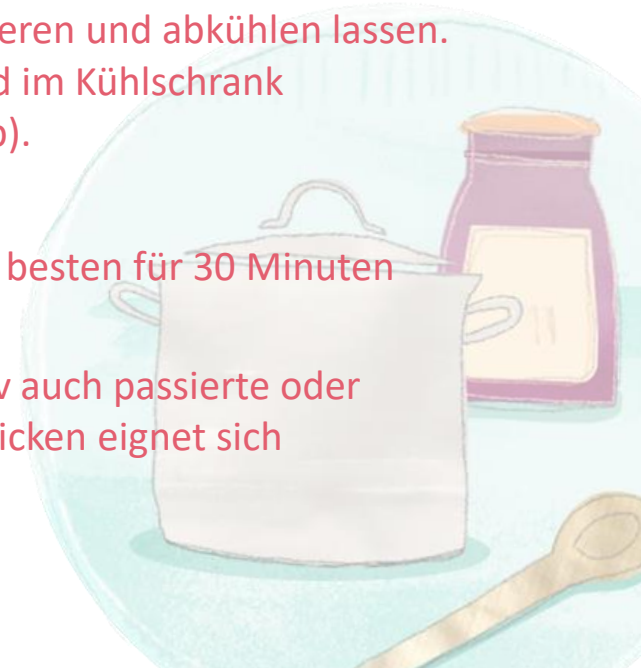 eren und abkühlen lassen.
d im Kühlschrank
o).
besten für 30 Minuten
v auch passierte oder
icken eignet sich